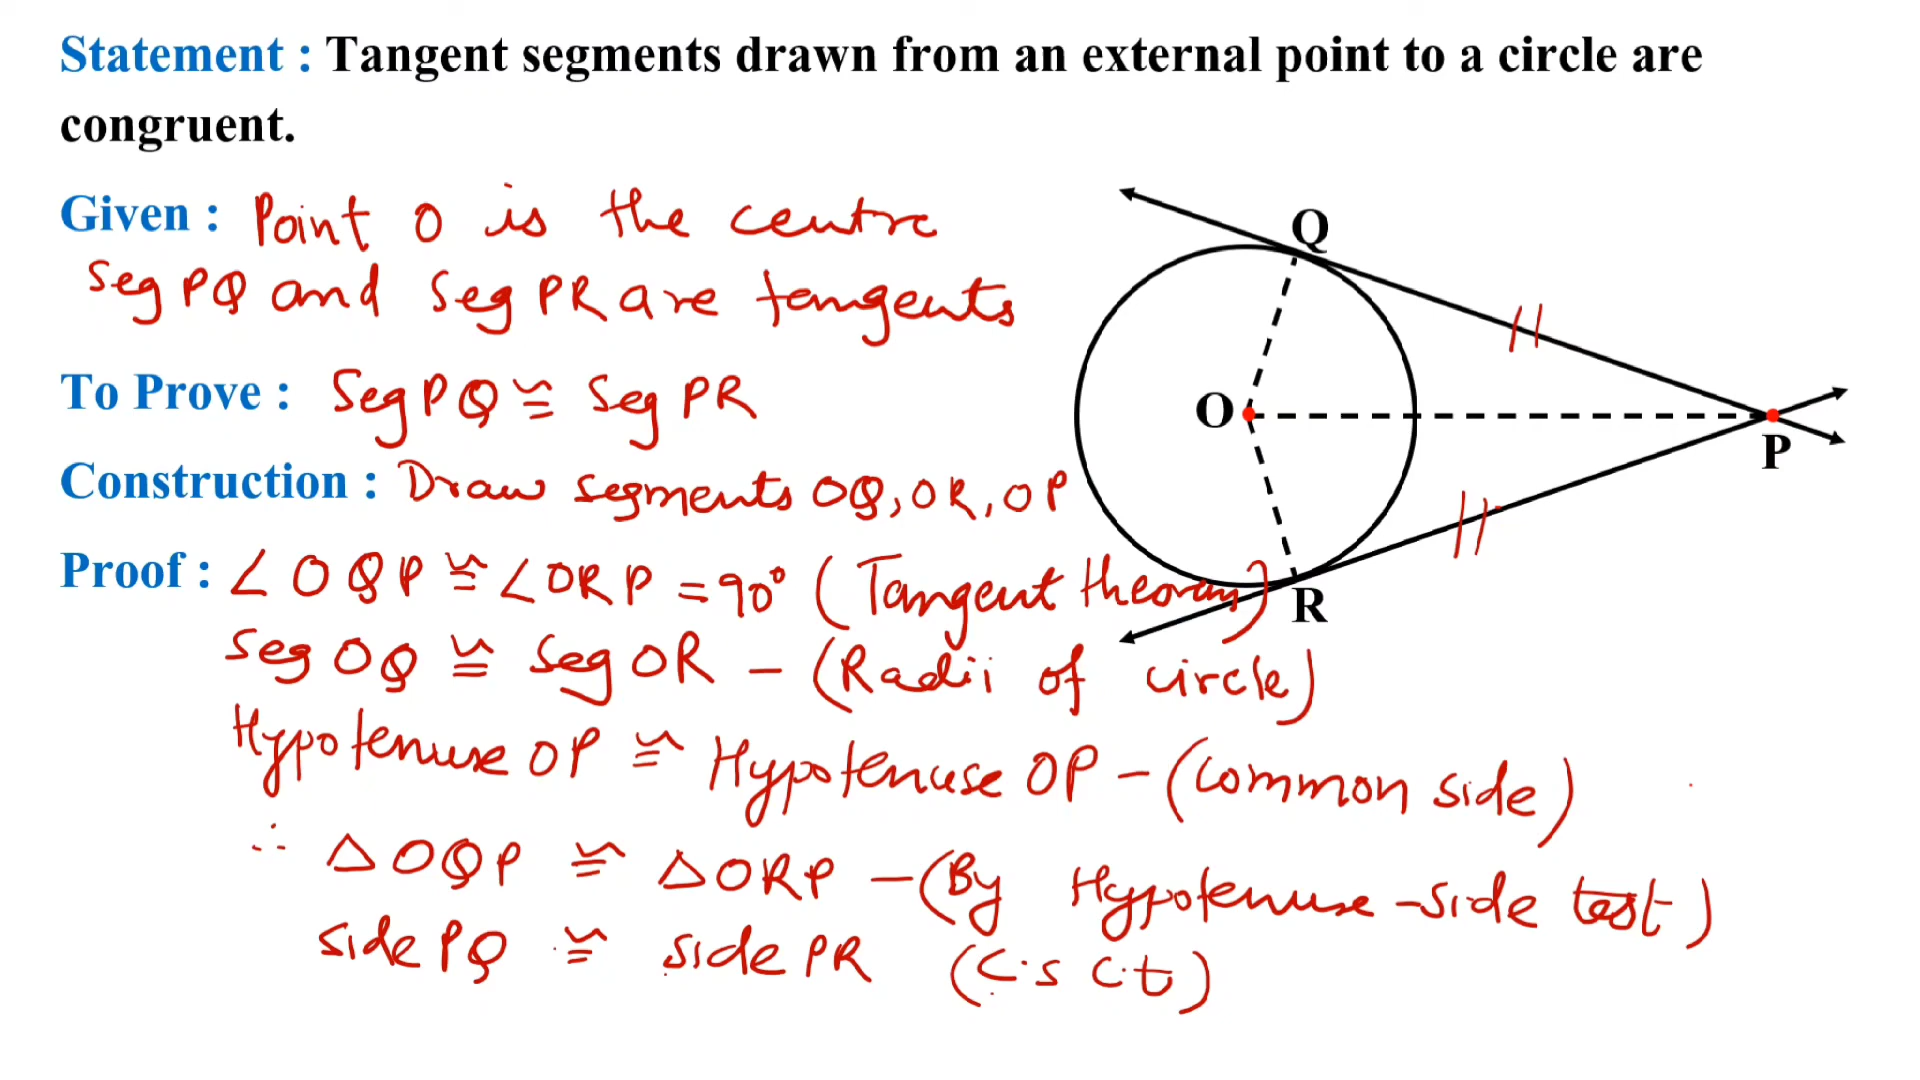 Statement : Tangent segments drawn from an external point to a circle are
congruent.
Given : Point O is the centre
seg PQ and seg PR are tangents
To Prove : Seg PQ ≅ seg PR
Construction : Draw segments OQ, OR, OP
Proof : ∠OQP ≅ ∠ORP = 90° (Tangent theorem)
seg OQ ≅ seg OR – (Radii of circle)
Hypotenuse OP ≅ Hypotenuse OP – (common side)
∴ △OQP ≅ △ORP – (By Hypotenuse-side test)
side PQ ≅ side PR (C.S.C.t)
Q
O
P
R